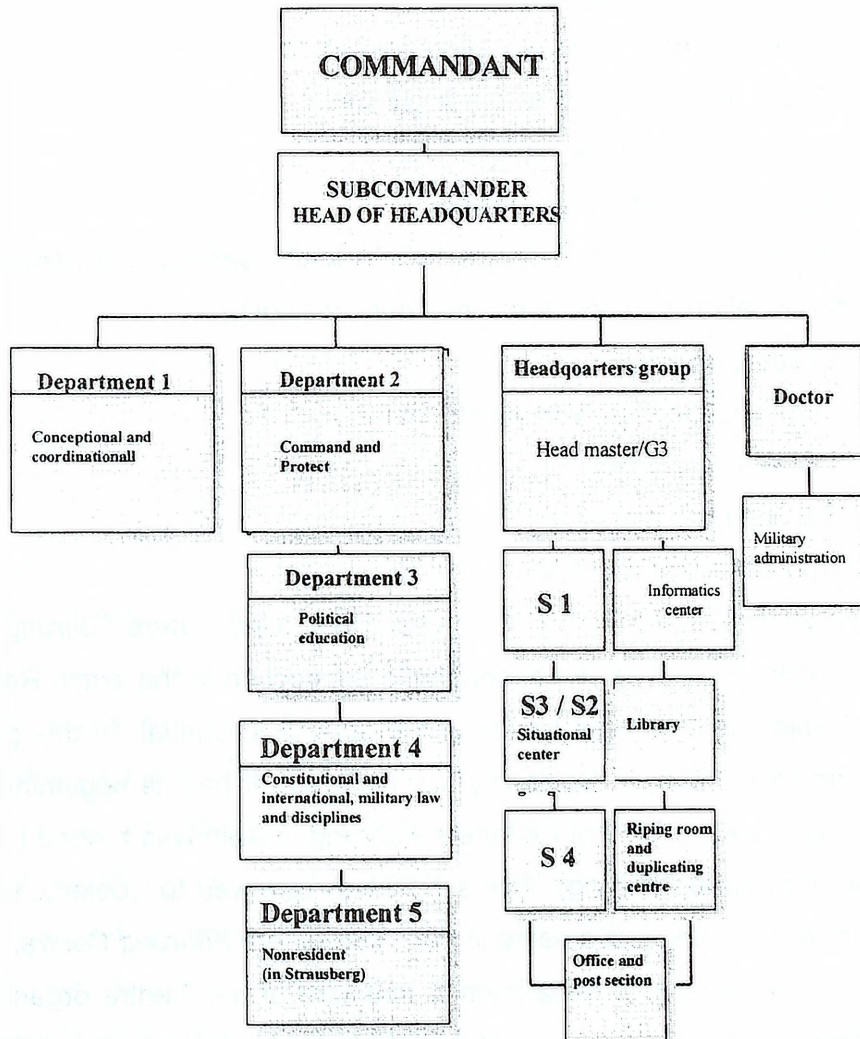 COMMANDANT
SUBCOMMANDER
HEAD OF HEADQUARTERS
Department 1
Conceptional and
coordinationall
Department 2
Command and
Protect
Department 3
Political
education
Department 4
Constitutional and
international, military law
and disciplines
Department 5
Nonresident
(in Strausberg)
Headqoarters group
Head master/G3
S 1
S3 / S2
Situational
center
S 4
Informatics
center
Library
Riping room
and
duplicating
centre
Office and
post seciton
Doctor
Military
administration